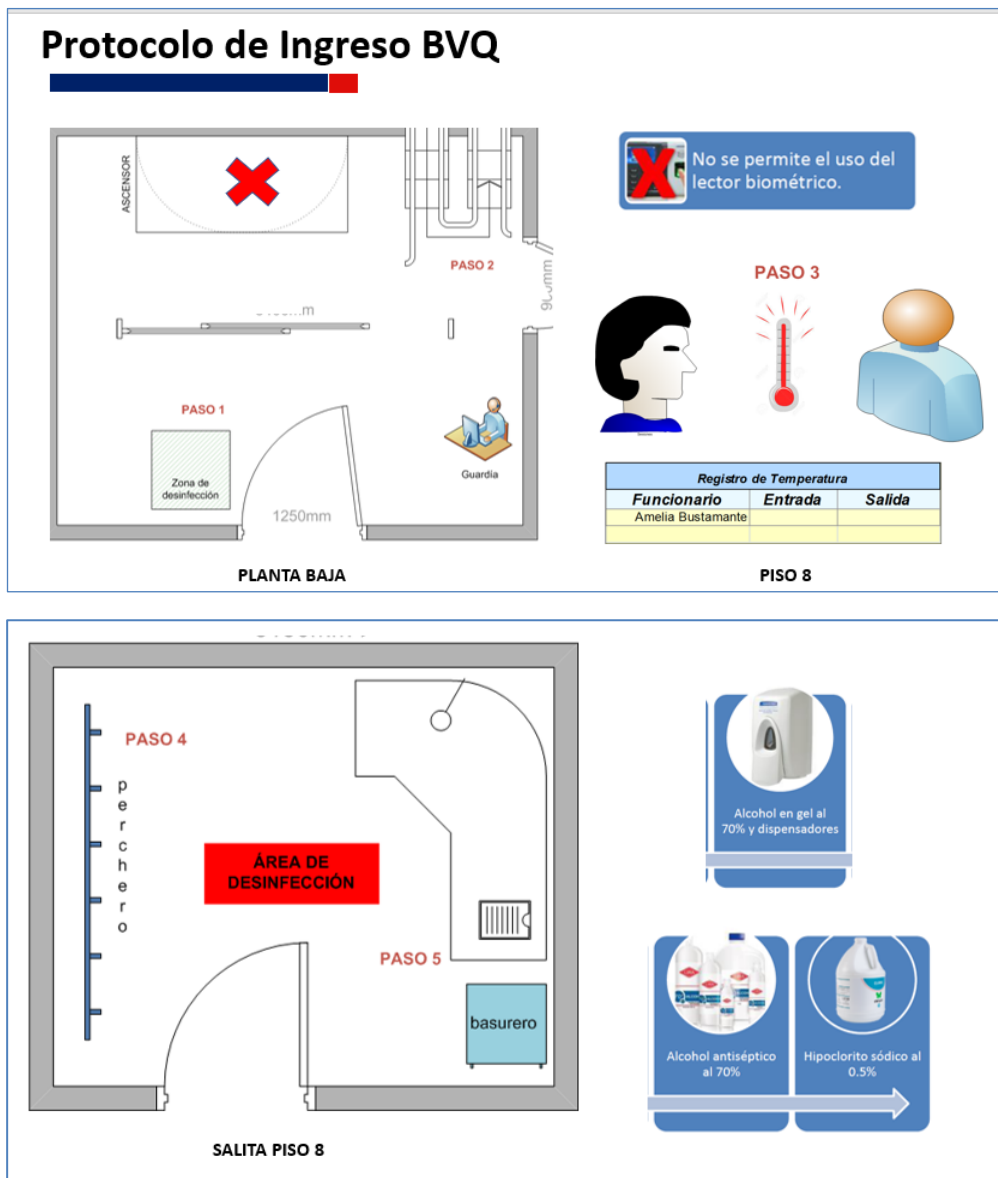 Protocolo de Ingreso BVQ
ASCENSOR
PASO 2
PASO 1
Zona de
desinfección
1250mm
Guardia
PLANTA BAJA
No se permite el uso del
lector biométrico.
PASO 3
Registro de Temperatura
Funcionario Entrada Salida
Amelia Bustamante
PISO 8
PASO 4
perchero
ÁREA DE
DESINFECCIÓN
PASO 5
basurero
SALITA PISO 8
Alcohol en gel al
70% y dispensadores
Alcohol antiséptico
al 70%
Hipoclorito sódico al
0.5%